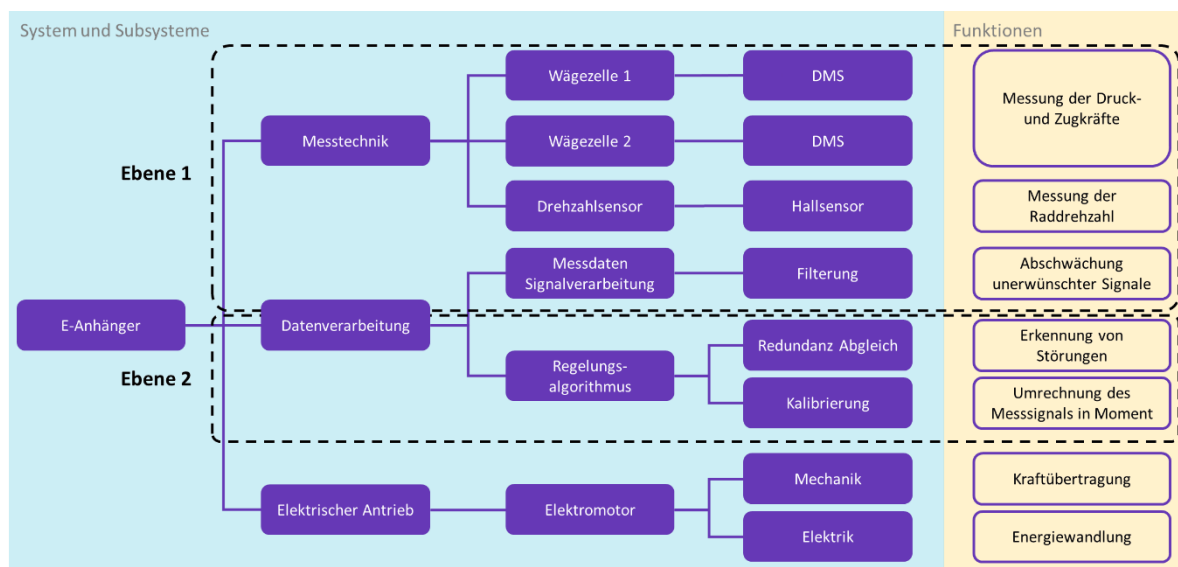 System und Subsysteme
Funktionen
Wägezelle 1
DMS
Messung der Druck-
und Zugkräfte
Messtechnik
Wägezelle 2
DMS
Ebene 1
Drehzahlsensor
Hallsensor
Messung der
Raddrehzahl
Messdaten
Signalverarbeitung
Filterung
Abschwächung
unerwünschter Signale
E-Anhänger
Datenverarbeitung
Redundanz Abgleich
Erkennung von
Störungen
Ebene 2
Regelungs-
algorithmus
Kalibrierung
Umrechnung des
Messsignals in Moment
Mechanik
Kraftübertragung
Elektrischer Antrieb
Elektromotor
Elektrik
Energiewandlung